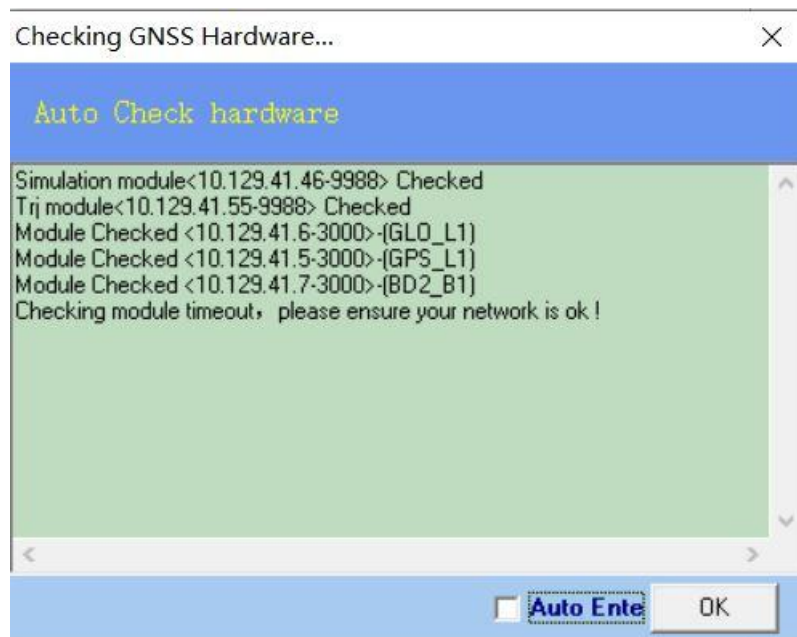 Checking GNSS Hardware...
Auto Check hardware
Simulation module<10.129.41.46-9988> Checked
Trj module<10.129.41.55-9988> Checked
Module Checked <10.129.41.6-3000>-(GLO_L1)
Module Checked <10.129.41.5-3000>-(GPS_L1)
Module Checked <10.129.41.7-3000>-(BD2_B1)
Checking module timeout，please ensure your network is ok !
Auto Ente
OK